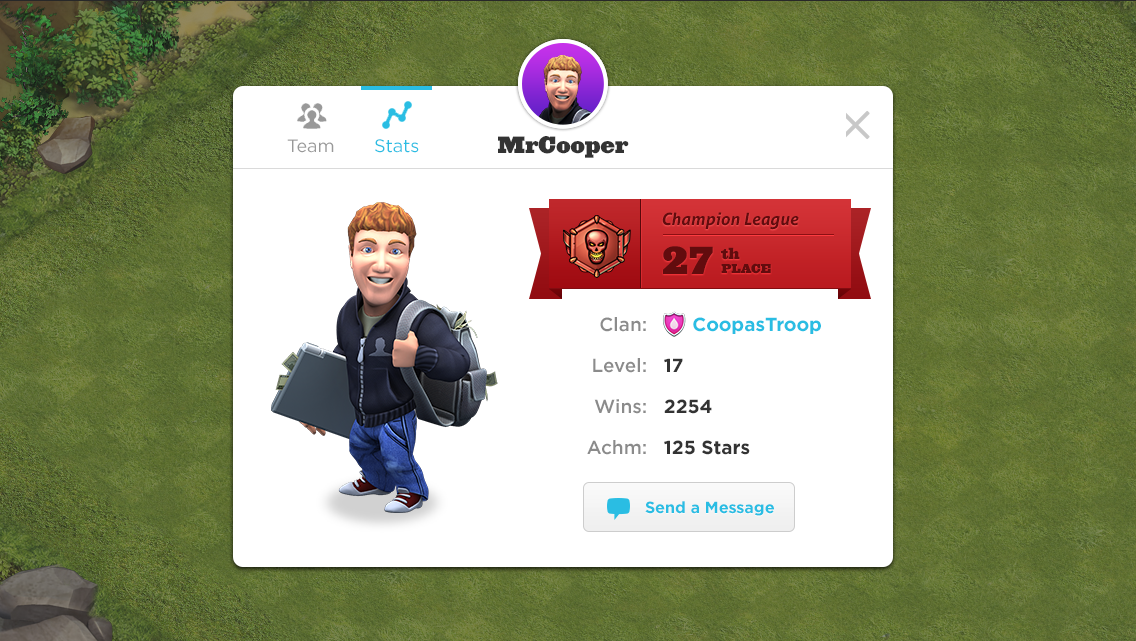 Team
Stats
MrCooper
Champion League
27th PLACE
Clan: CoopasTroop
Level: 17
Wins: 2254
Achm: 125 Stars
Send a Message